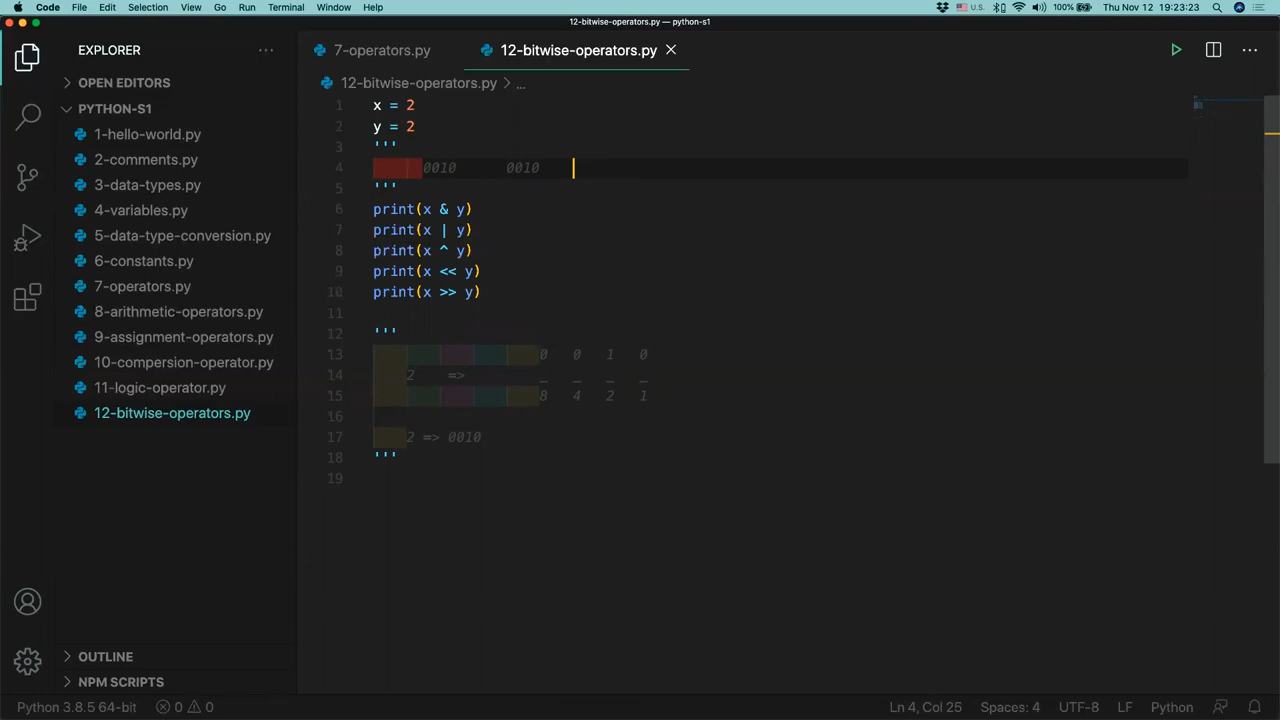 Code File Edit Selection View Go Run Terminal Window Help U.S. 100% Thu Nov 12 19:23:23
12-bitwise-operators.py — python-s1
EXPLORER
OPEN EDITORS
PYTHON-S1
1-hello-world.py
2-comments.py
3-data-types.py
4-variables.py
5-data-type-conversion.py
6-constants.py
7-operators.py
8-arithmetic-operators.py
9-assignment-operators.py
10-compersion-operator.py
11-logic-operator.py
12-bitwise-operators.py
OUTLINE
NPM SCRIPTS
7-operators.py 12-bitwise-operators.py
12-bitwise-operators.py > ...
1 x = 2
2 y = 2
3 '''
4 0010 0010
5 '''
6 print(x & y)
7 print(x | y)
8 print(x ^ y)
9 print(x << y)
10 print(x >> y)
11
12 '''
13 0 0 1 0
14 2 => _ _ _ _
15 8 4 2 1
16
17 2 => 0010
18 '''
19
Python 3.8.5 64-bit 0 0 Ln 4, Col 25 Spaces: 4 UTF-8 LF Python